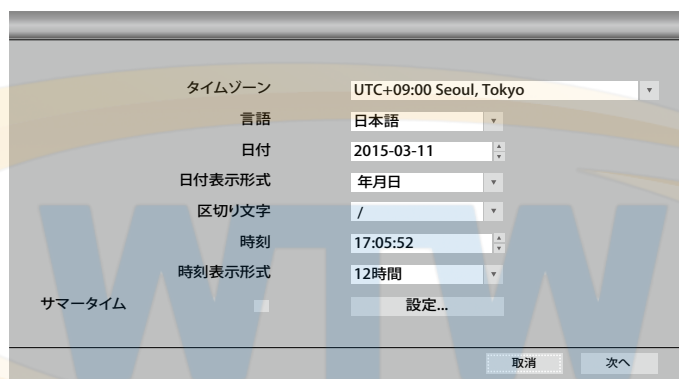 タイムゾーン UTC+09:00 Seoul, Tokyo
言語 日本語
日付 2015-03-11
日付表示形式 年月日
区切り文字 /
時刻 17:05:52
時刻表示形式 12時間
サマータイム 設定...
取消 次へ
WTW